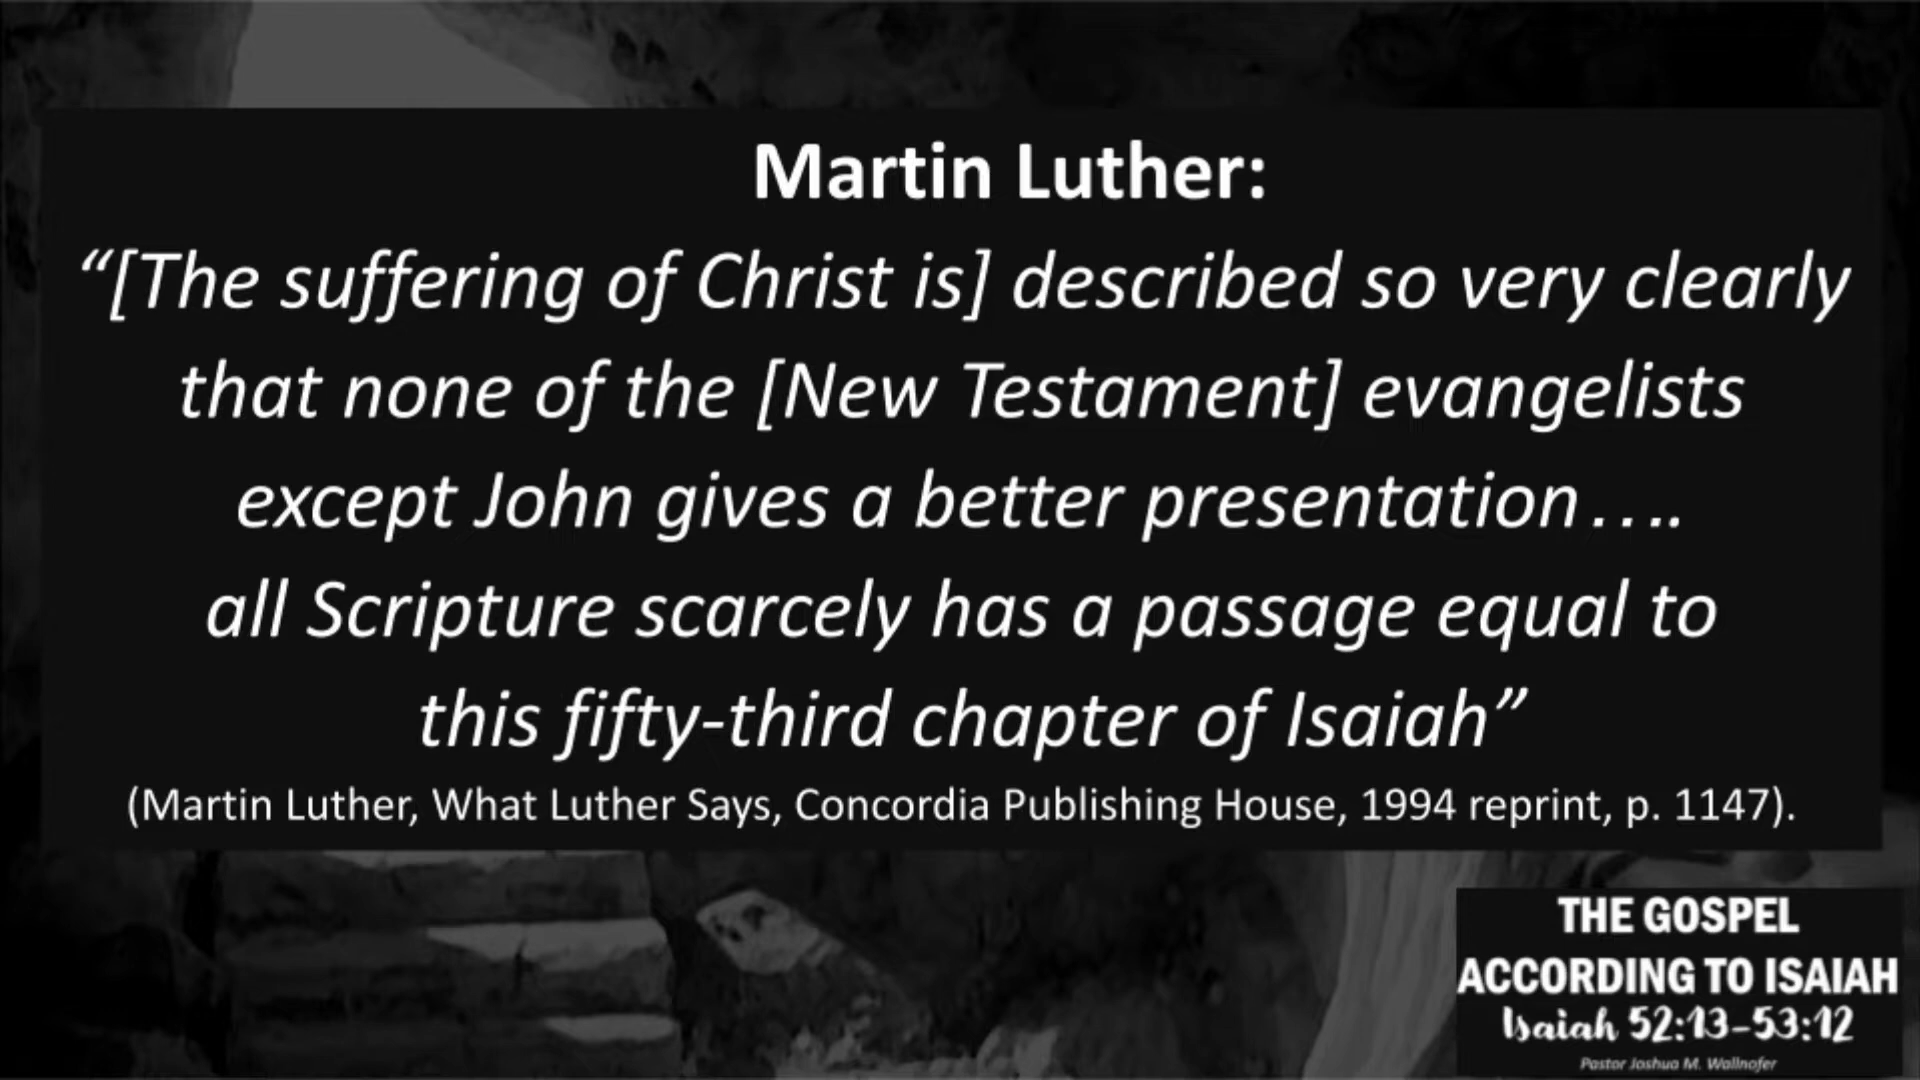 Martin Luther:
“[The suffering of Christ is] described so very clearly
that none of the [New Testament] evangelists
except John gives a better presentation….
all Scripture scarcely has a passage equal to
this fifty-third chapter of Isaiah”
(Martin Luther, What Luther Says, Concordia Publishing House, 1994 reprint, p. 1147).
THE GOSPEL
ACCORDING TO ISAIAH
Isaiah 52:13-53:12
Pastor Joshua M. Wallnofer